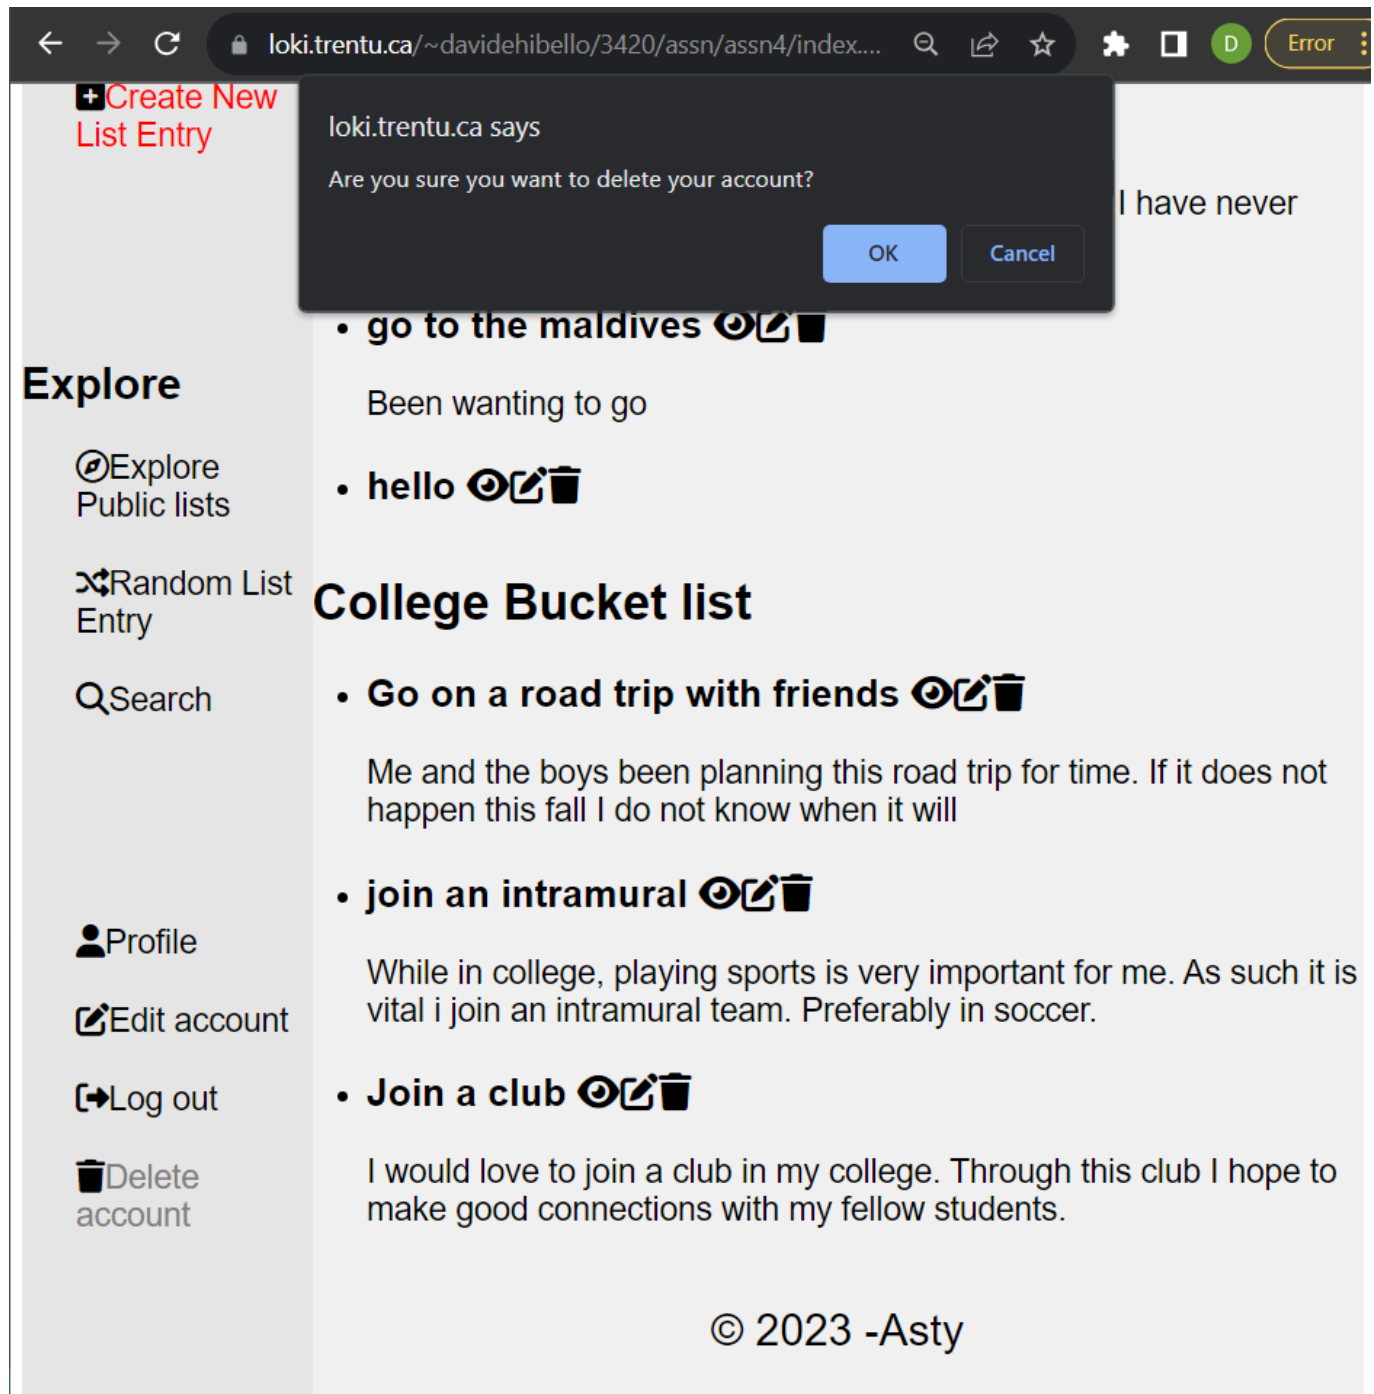 loki.trentu.ca/~davidehibello/3420/assn/assn4/index....
D
Error
loki.trentu.ca says
Are you sure you want to delete your account?
OK
Cancel
Create New
List Entry
I have never
go to the maldives
Been wanting to go
hello
Explore
Explore
Public lists
Random List
Entry
Search
College Bucket list
Go on a road trip with friends
Me and the boys been planning this road trip for time. If it does not
happen this fall I do not know when it will
join an intramural
While in college, playing sports is very important for me. As such it is
vital i join an intramural team. Preferably in soccer.
Join a club
I would love to join a club in my college. Through this club I hope to
make good connections with my fellow students.
Profile
Edit account
Log out
Delete
account
© 2023 -Asty